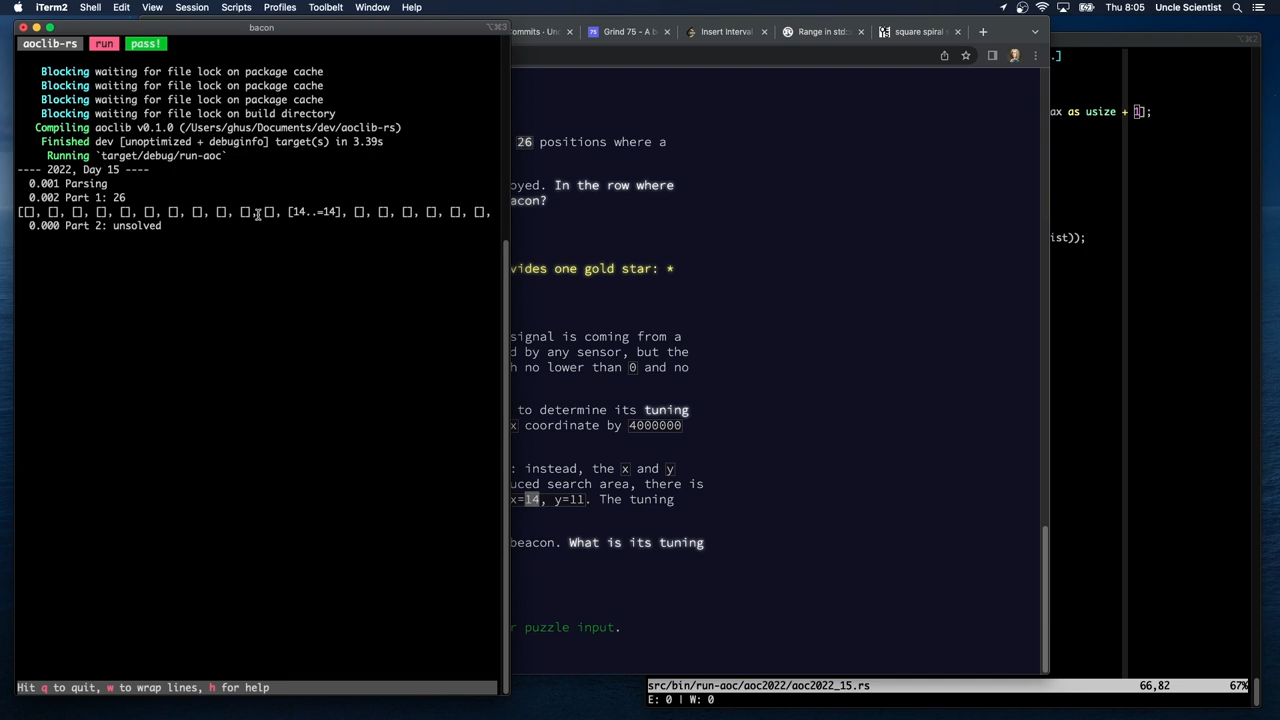 iTerm2 Shell Edit View Session Scripts Profiles Toolbelt Window Help Thu 8:05 Uncle Scientist
bacon ⌥⌘3
ommits · Unc Grind 75 - A b Insert Interval Range in std: square spiral s
⌥⌘2
aoclib-rs run pass!
Blocking waiting for file lock on package cache
Blocking waiting for file lock on package cache
Blocking waiting for file lock on package cache
Blocking waiting for file lock on build directory
Compiling aoclib v0.1.0 (/Users/ghus/Documents/dev/aoclib-rs)
Finished dev [unoptimized + debuginfo] target(s) in 3.39s
Running `target/debug/run-aoc`
---- 2022, Day 15 ----
0.001 Parsing
0.002 Part 1: 26
[[], [], [], [], [], [], [], [], [], [], [], [14..=14], [], [], [], [], [], [],
0.000 Part 2: unsolved
Hit q to quit, w to wrap lines, h for help
26 positions where a
oyed. In the row where
eacon?
vides one gold star: *
signal is coming from a
d by any sensor, but the
h no lower than 0 and no
to determine its tuning
x coordinate by 4000000
: instead, the x and y
uced search area, there is
x=14, y=11. The tuning
beacon. What is its tuning
r puzzle input.
.]
ax as usize + 1];
ist));
src/bin/run-aoc/aoc2022/aoc2022_15.rs 66,82 67%
E: 0 | W: 0